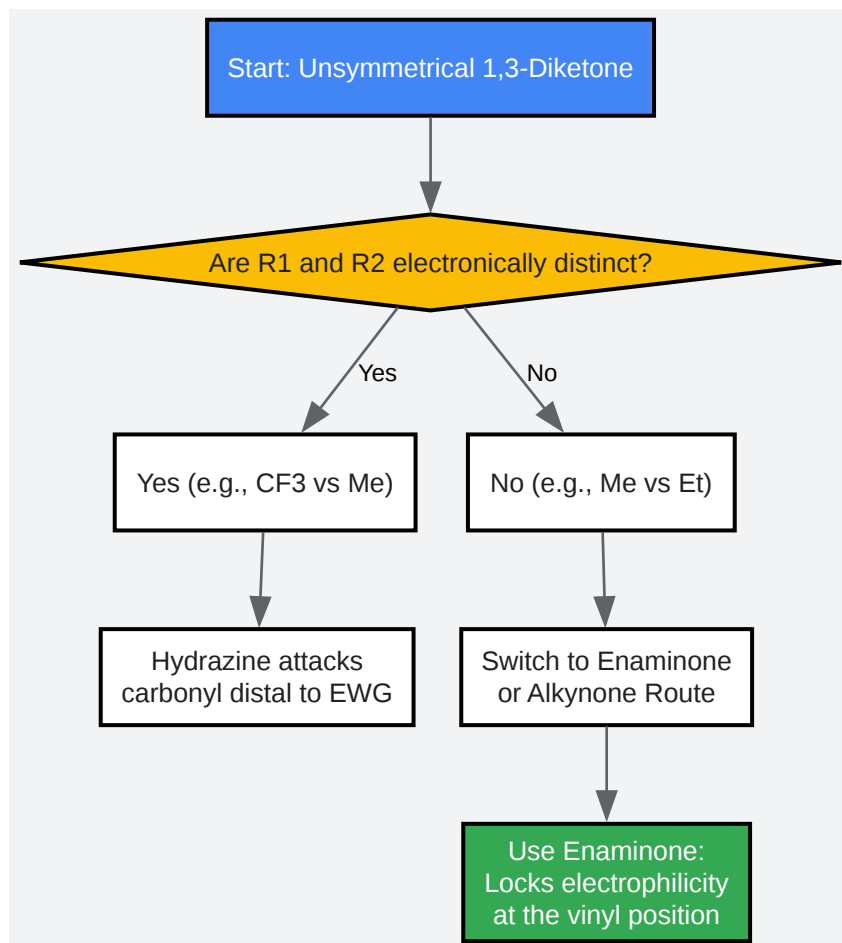 Start: Unsymmetrical 1,3-Diketone
Are R1 and R2 electronically distinct?
Yes
No
Yes (e.g., CF3 vs Me)
No (e.g., Me vs Et)
Hydrazine attacks
carbonyl distal to EWG
Switch to Enaminone
or Alkynone Route
Use Enaminone:
Locks electrophilicity
at the vinyl position